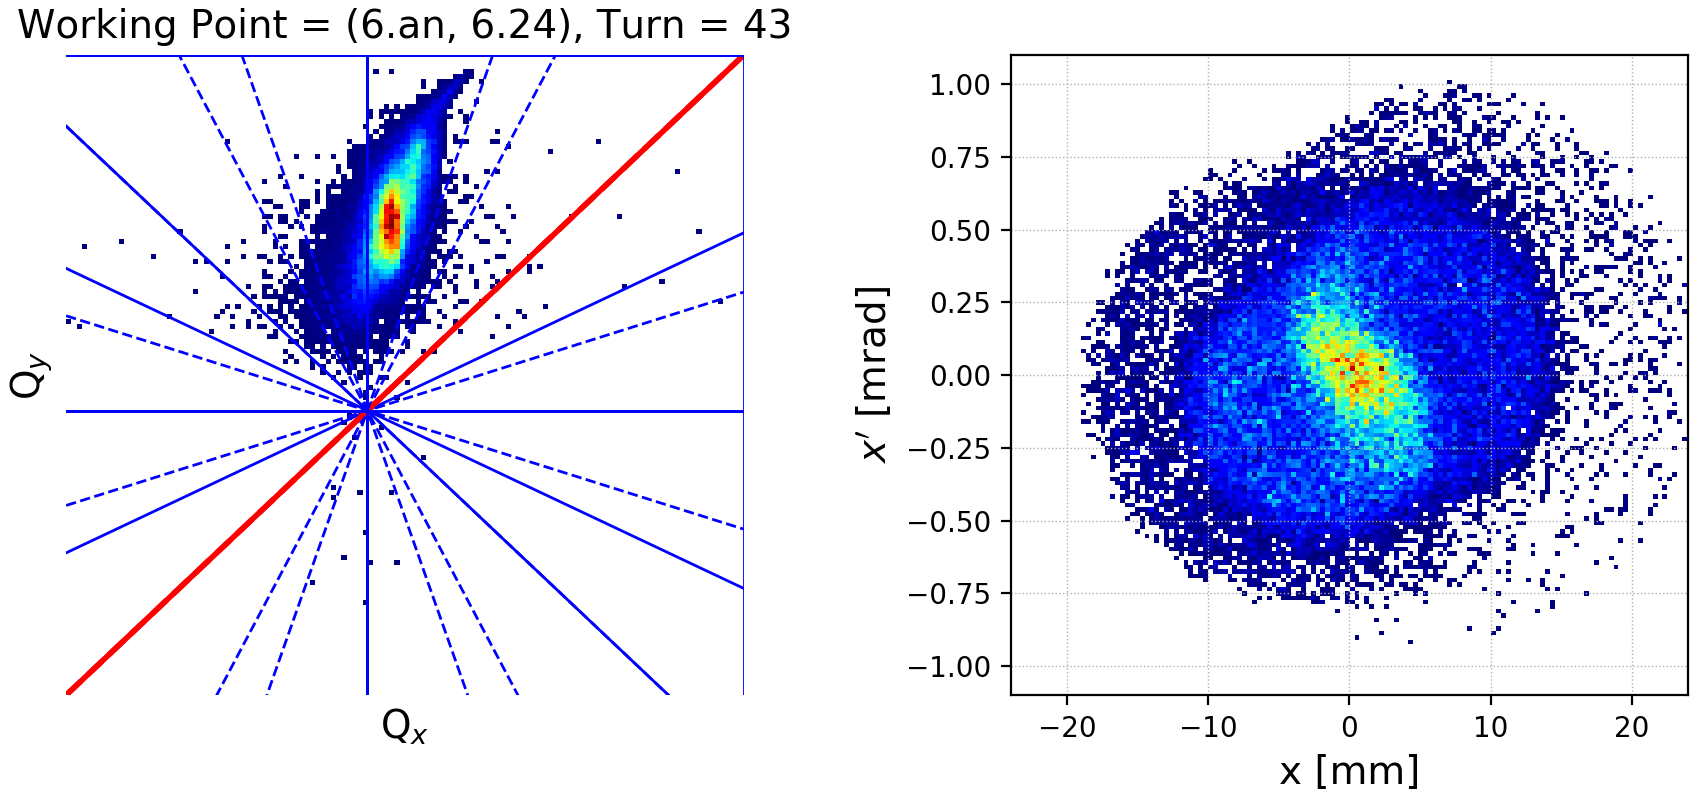 Working Point = (6.an, 6.24), Turn = 43
Qy
Qx
1.00
0.75
0.50
0.25
0.00
−0.25
−0.50
−0.75
−1.00
x′ [mrad]
−20 −10 0 10 20
x [mm]